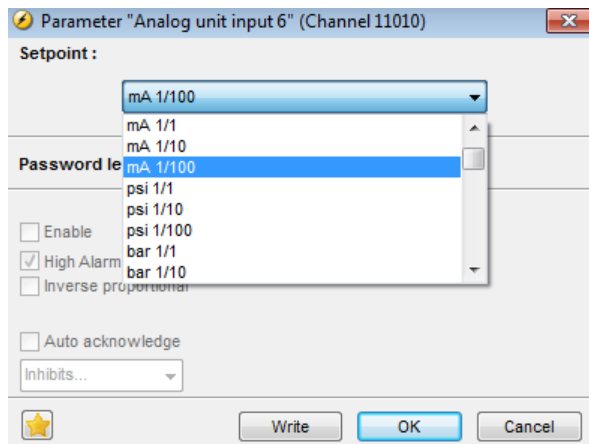 Parameter "Analog unit input 6" (Channel 11010)
Setpoint :
mA 1/100
mA 1/1
mA 1/10
Password le
mA 1/100
psi 1/1
psi 1/10
Enable
psi 1/100
bar 1/1
High Alarm
bar 1/10
Inverse proportional
Auto acknowledge
Inhibits...
Write OK Cancel